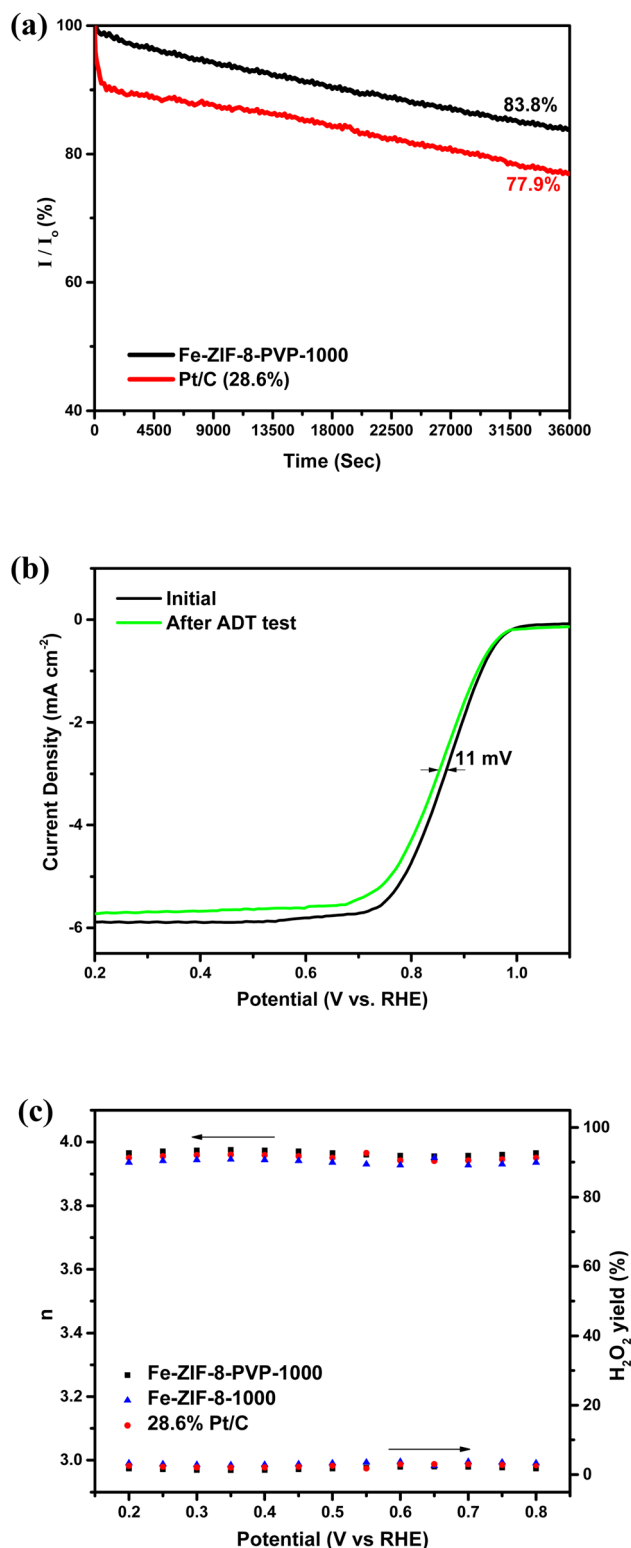 (a)
100
80
60
40
I / I₀ (%)
83.8%
77.9%
Fe-ZIF-8-PVP-1000
Pt/C (28.6%)
0 4500 9000 13500 18000 22500 27000 31500 36000
Time (Sec)
(b)
0
-2
-4
-6
Current Density (mA cm⁻²)
Initial
After ADT test
11 mV
0.2 0.4 0.6 0.8 1.0
Potential (V vs. RHE)
(c)
4.0
3.8
3.6
3.4
3.2
3.0
n
100
80
60
40
20
0
H₂O₂ yield (%)
Fe-ZIF-8-PVP-1000
Fe-ZIF-8-1000
28.6% Pt/C
0.2 0.3 0.4 0.5 0.6 0.7 0.8
Potential (V vs RHE)